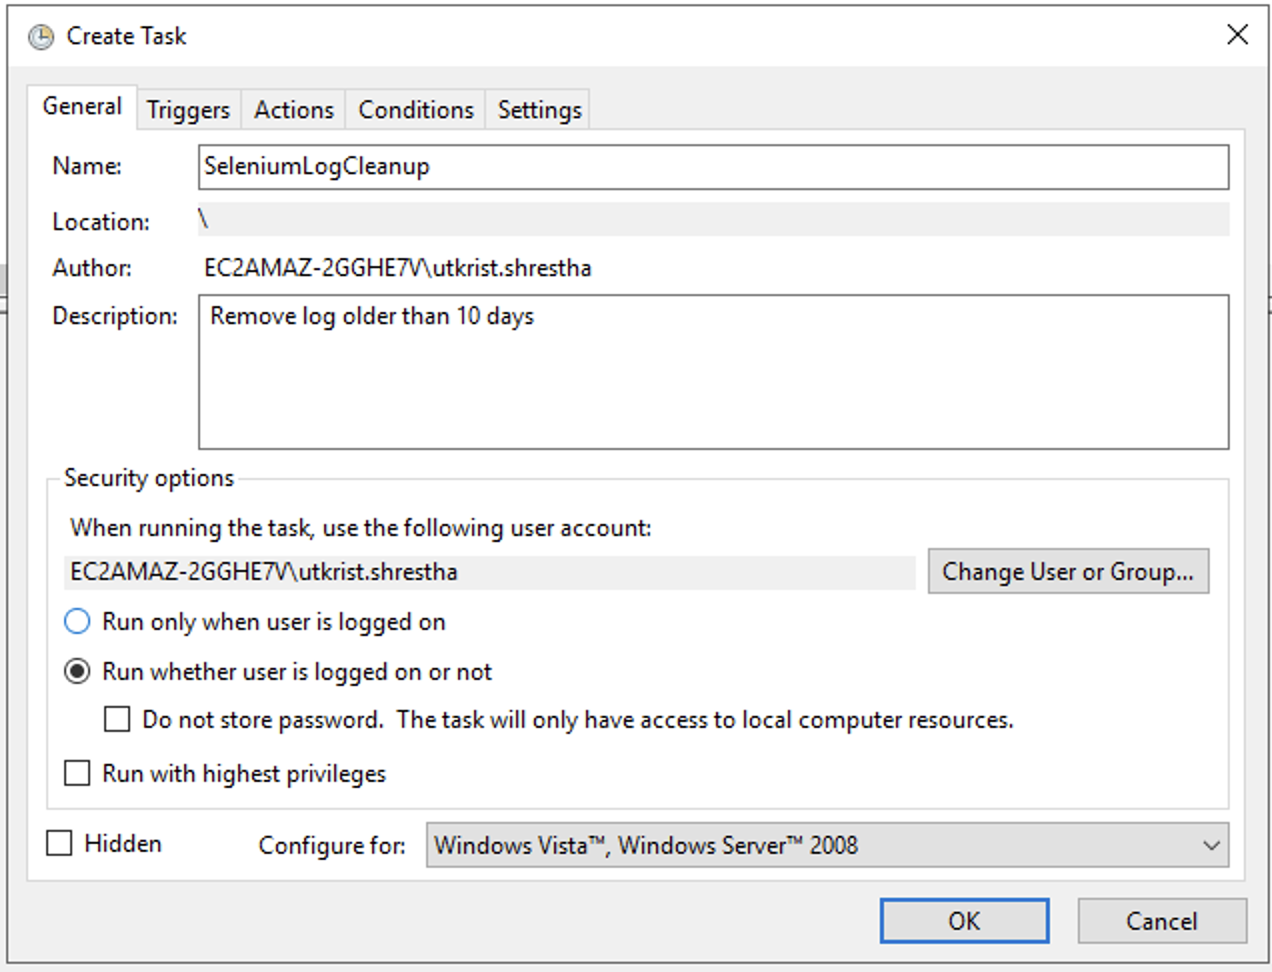 Create Task
General Triggers Actions Conditions Settings
Name: SeleniumLogCleanup
Location: \
Author: EC2AMAZ-2GGHE7V\utkrist.shrestha
Description: Remove log older than 10 days
Security options
When running the task, use the following user account:
EC2AMAZ-2GGHE7V\utkrist.shrestha Change User or Group...
Run only when user is logged on
Run whether user is logged on or not
Do not store password. The task will only have access to local computer resources.
Run with highest privileges
Hidden Configure for: Windows Vista™, Windows Server™ 2008
OK Cancel